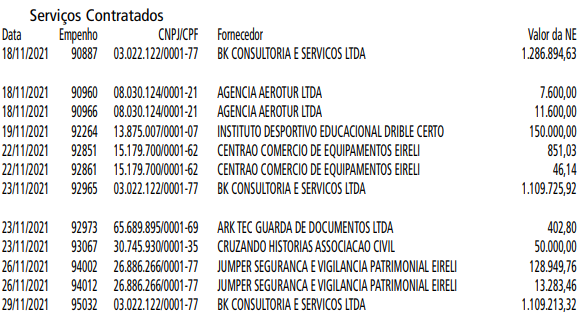 Serviços Contratados
Data Empenho CNPJ/CPF Fornecedor Valor da NE
18/11/2021 90887 03.022.122/0001-77 BK CONSULTORIA E SERVICOS LTDA 1.286.894,63
18/11/2021 90960 08.030.124/0001-21 AGENCIA AEROTUR LTDA 7.600,00
18/11/2021 90966 08.030.124/0001-21 AGENCIA AEROTUR LTDA 11.600,00
19/11/2021 92264 13.875.007/0001-07 INSTITUTO DESPORTIVO EDUCACIONAL DRIBLE CERTO 150.000,00
22/11/2021 92851 15.179.700/0001-62 CENTRAO COMERCIO DE EQUIPAMENTOS EIRELI 851,03
22/11/2021 92861 15.179.700/0001-62 CENTRAO COMERCIO DE EQUIPAMENTOS EIRELI 46,14
23/11/2021 92965 03.022.122/0001-77 BK CONSULTORIA E SERVICOS LTDA 1.109.725,92
23/11/2021 92973 65.689.895/0001-69 ARK TEC GUARDA DE DOCUMENTOS LTDA 402,80
23/11/2021 93067 30.745.930/0001-35 CRUZANDO HISTORIAS ASSOCIACAO CIVIL 50.000,00
26/11/2021 94002 26.886.266/0001-77 JUMPER SEGURANCA E VIGILANCIA PATRIMONIAL EIRELI 128.949,76
26/11/2021 94012 26.886.266/0001-77 JUMPER SEGURANCA E VIGILANCIA PATRIMONIAL EIRELI 13.283,46
29/11/2021 95032 03.022.122/0001-77 BK CONSULTORIA E SERVICOS LTDA 1.109.213,32